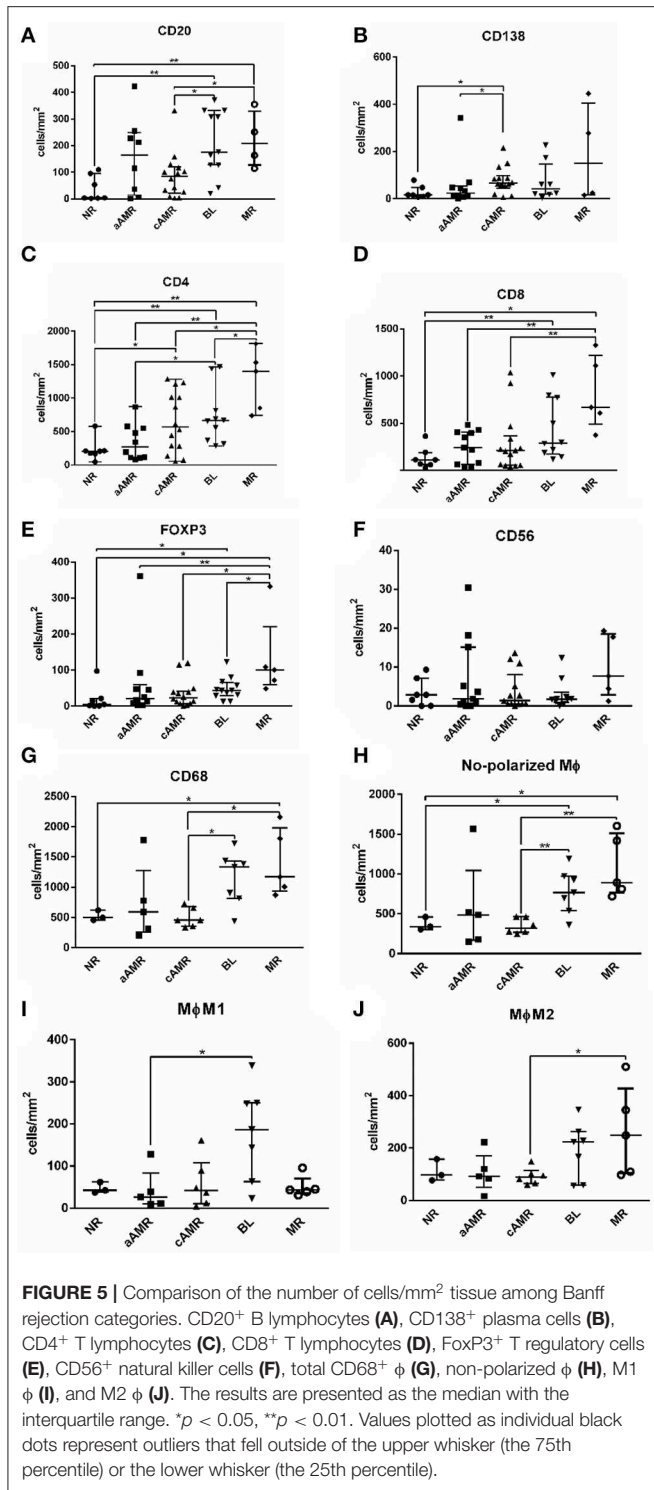 A
CD20
cells/mm²
500
400
300
200
100
0
NR
aAMR
cAMR
BL
MR
**
**
*
*
B
CD138
cells/mm²
600
400
200
0
NR
aAMR
cAMR
BL
MR
*
*
C
CD4
cells/mm²
2000
1500
1000
500
0
NR
aAMR
cAMR
BL
MR
**
**
**
*
*
*
*
D
CD8
cells/mm²
1500
1000
500
0
NR
aAMR
cAMR
BL
MR
*
**
**
**
E
FOXP3
cells/mm²
400
300
200
100
0
NR
aAMR
cAMR
BL
MR
*
*
**
*
*
F
CD56
cells/mm²
40
30
20
10
0
NR
aAMR
cAMR
BL
MR
G
CD68
cells/mm²
2500
2000
1500
1000
500
0
NR
aAMR
cAMR
BL
MR
*
*
*
H
No-polarized Mϕ
cells/mm²
2000
1500
1000
500
0
NR
aAMR
cAMR
BL
MR
*
*
**
**
I
MϕM1
cells/mm²
400
300
200
100
0
NR
aAMR
cAMR
BL
MR
*
J
MϕM2
cells/mm²
600
400
200
0
NR
aAMR
cAMR
BL
MR
*
FIGURE 5 | Comparison of the number of cells/mm² tissue among Banff
rejection categories. CD20⁺ B lymphocytes (A), CD138⁺ plasma cells (B),
CD4⁺ T lymphocytes (C), CD8⁺ T lymphocytes (D), FoxP3⁺ T regulatory cells
(E), CD56⁺ natural killer cells (F), total CD68⁺ ϕ (G), non-polarized ϕ (H), M1
ϕ (I), and M2 ϕ (J). The results are presented as the median with the
interquartile range. *p < 0.05, **p < 0.01. Values plotted as individual black
dots represent outliers that fell outside of the upper whisker (the 75th
percentile) or the lower whisker (the 25th percentile).